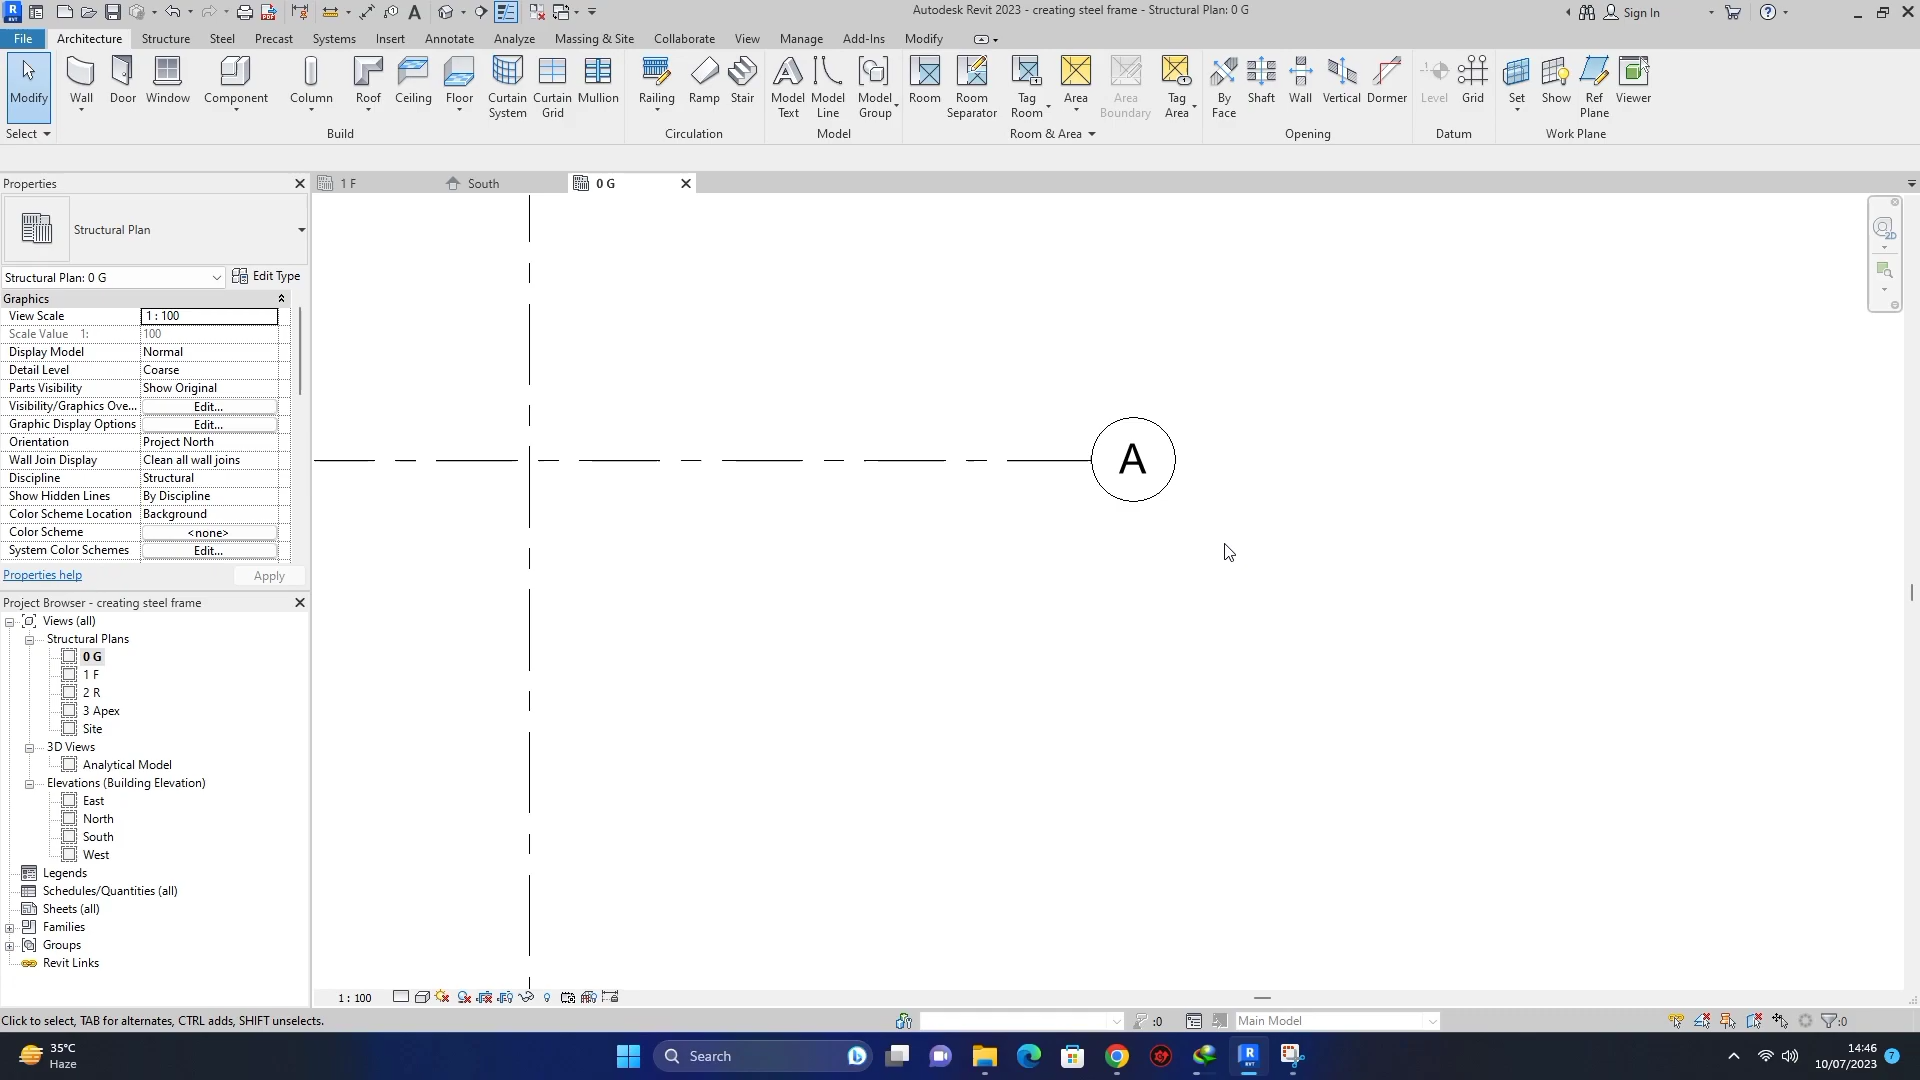 Autodesk Revit 2023 - creating steel frame - Structural Plan: 0 G
Sign In
File
Architecture
Structure
Steel
Precast
Systems
Insert
Annotate
Analyze
Massing & Site
Collaborate
View
Manage
Add-Ins
Modify
Modify
Wall
Door
Window
Component
Column
Roof
Ceiling
Floor
Curtain System
Curtain Grid
Mullion
Railing
Ramp
Stair
Model Text
Model Line
Model Group
Room
Room Separator
Tag Room
Area
Area Boundary
Tag Area
By Face
Shaft
Wall
Vertical
Dormer
Level
Grid
Set
Show
Ref Plane
Viewer
Select
Build
Circulation
Model
Room & Area
Opening
Datum
Work Plane
Properties
1 F
South
0 G
Structural Plan
Structural Plan: 0 G
Edit Type
Graphics
View Scale 1 : 100
Scale Value 1: 100
Display Model Normal
Detail Level Coarse
Parts Visibility Show Original
Visibility/Graphics Ove... Edit...
Graphic Display Options Edit...
Orientation Project North
Wall Join Display Clean all wall joins
Discipline Structural
Show Hidden Lines By Discipline
Color Scheme Location Background
Color Scheme <none>
System Color Schemes Edit...
Properties help
Apply
A
Project Browser - creating steel frame
Views (all)
Structural Plans
0 G
1 F
2 R
3 Apex
Site
3D Views
Analytical Model
Elevations (Building Elevation)
East
North
South
West
Legends
Schedules/Quantities (all)
Sheets (all)
Families
Groups
Revit Links
1 : 100
Click to select, TAB for alternates, CTRL adds, SHIFT unselects.
:0
Main Model
:0
35°C
Haze
Search
14:46
10/07/2023
7